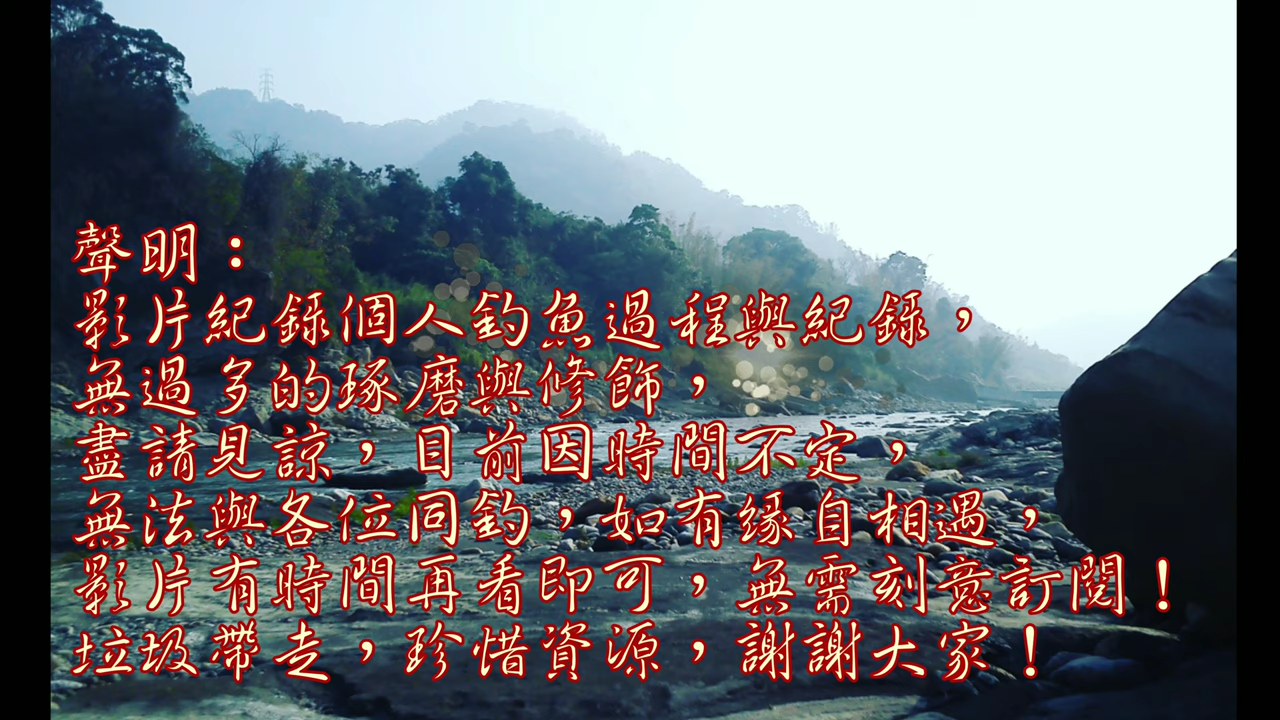 聲明：
影片紀錄個人釣魚過程與紀錄，
無過多的琢磨與修飾，
盡請見諒，目前因時間不定，
無法與各位同釣，如有緣自相遇，
影片有時間再看即可，無需刻意訂閱！
垃圾帶走，珍惜資源，謝謝大家！